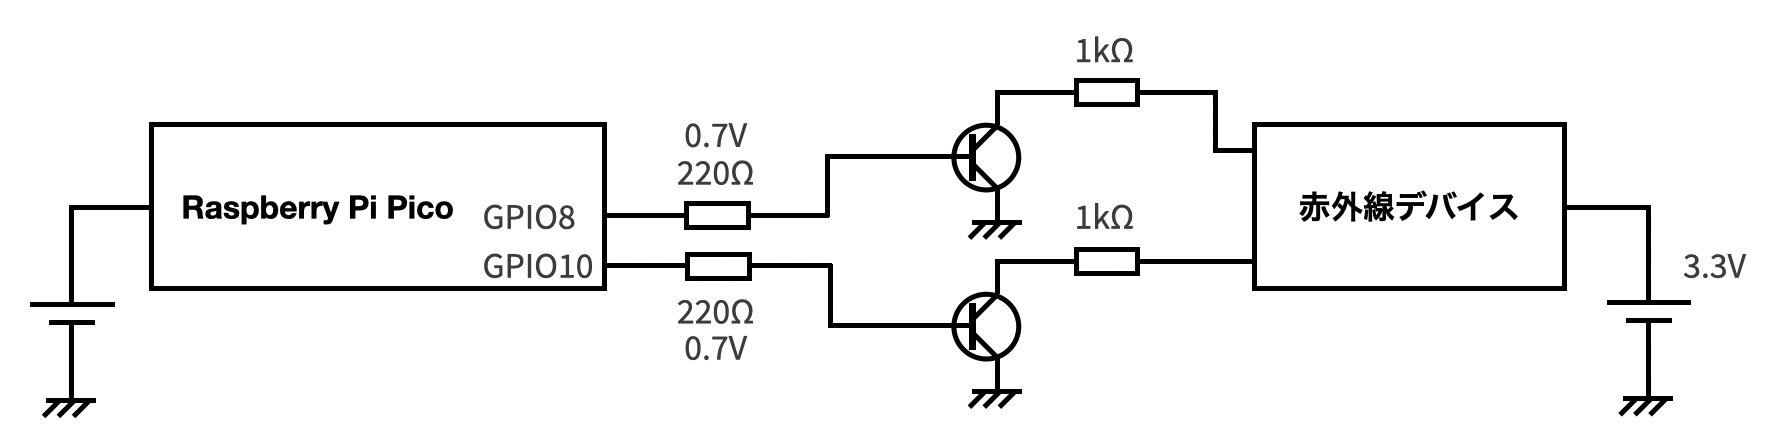 1kΩ
0.7V
220Ω
Raspberry Pi Pico
GPIO8
GPIO10
220Ω
0.7V
1kΩ
赤外線デバイス
3.3V